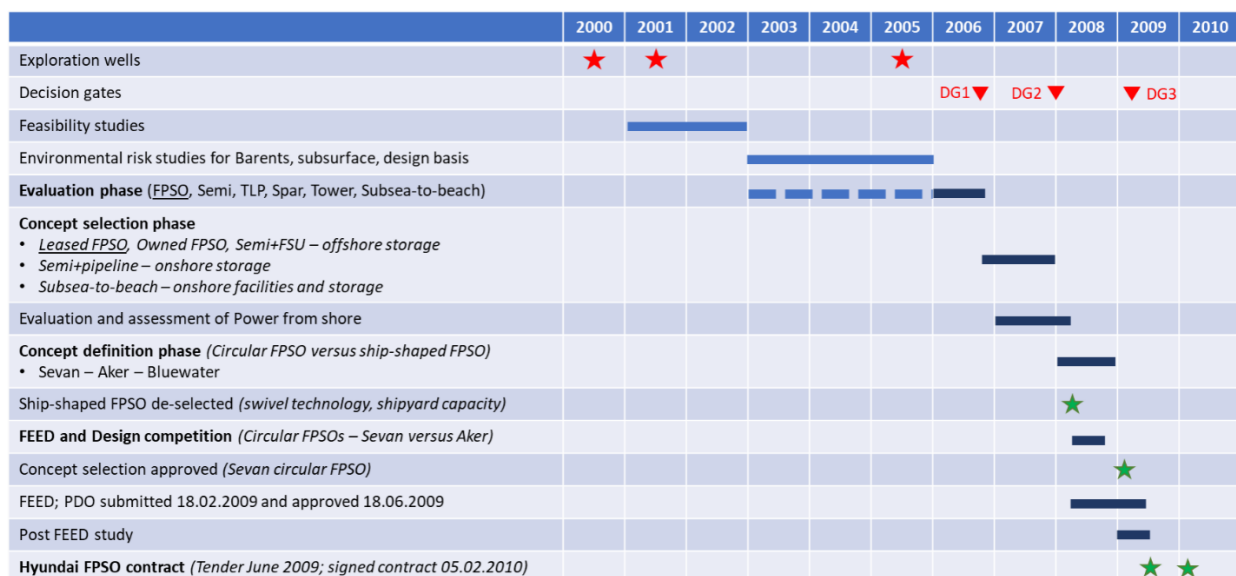 2000 2001 2002 2003 2004 2005 2006 2007 2008 2009 2010
Exploration wells
Decision gates DG1 DG2 DG3
Feasibility studies
Environmental risk studies for Barents, subsurface, design basis
Evaluation phase (FPSO, Semi, TLP, Spar, Tower, Subsea-to-beach)
Concept selection phase
• Leased FPSO, Owned FPSO, Semi+FSU – offshore storage
• Semi+pipeline – onshore storage
• Subsea-to-beach – onshore facilities and storage
Evaluation and assessment of Power from shore
Concept definition phase (Circular FPSO versus ship-shaped FPSO)
• Sevan – Aker – Bluewater
Ship-shaped FPSO de-selected (swivel technology, shipyard capacity)
FEED and Design competition (Circular FPSOs – Sevan versus Aker)
Concept selection approved (Sevan circular FPSO)
FEED; PDO submitted 18.02.2009 and approved 18.06.2009
Post FEED study
Hyundai FPSO contract (Tender June 2009; signed contract 05.02.2010)